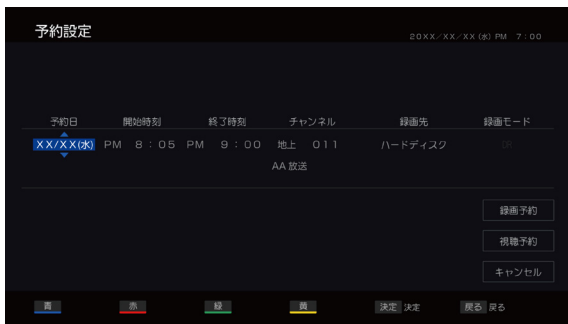 予約設定
20XX/XX/XX (水) PM 7:00
予約日 開始時刻 終了時刻 チャンネル 録画先 録画モード
XX/XX(水) PM 8:05 PM 9:00 地上 011 ハードディスク DR
AA 放送
録画予約
視聴予約
キャンセル
青 赤 緑 黄 決定 決定 戻る 戻る